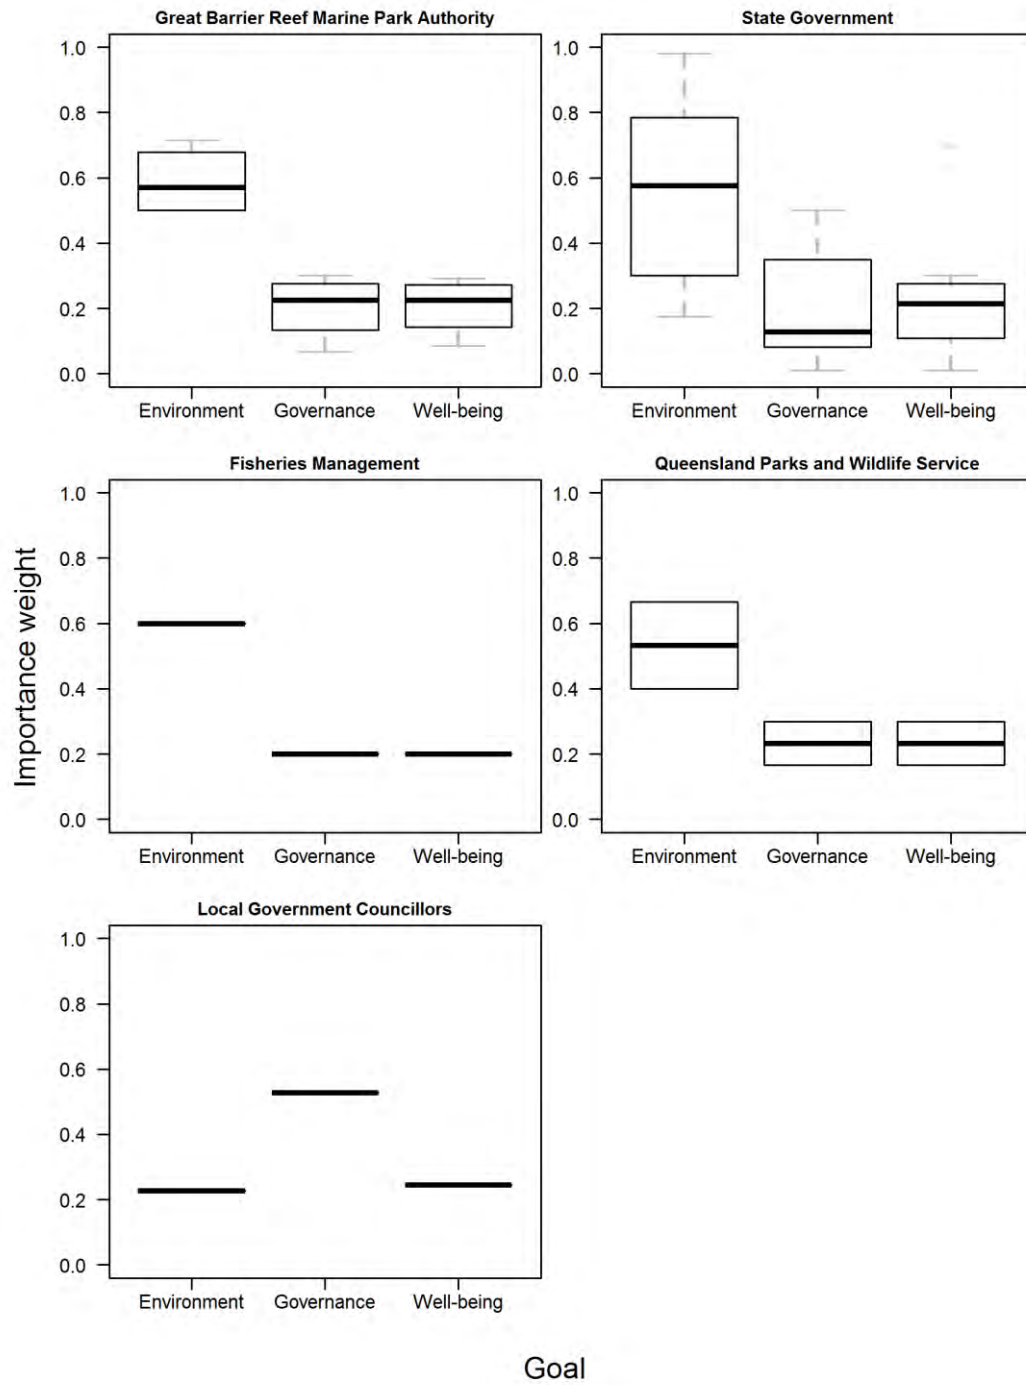 Great Barrier Reef Marine Park Authority
State Government
1.0
0.8
0.6
0.4
0.2
0.0
Environment Governance Well-being
1.0
0.8
0.6
0.4
0.2
0.0
Environment Governance Well-being
Fisheries Management
Queensland Parks and Wildlife Service
Importance weight
1.0
0.8
0.6
0.4
0.2
0.0
Environment Governance Well-being
1.0
0.8
0.6
0.4
0.2
0.0
Environment Governance Well-being
Local Government Councillors
1.0
0.8
0.6
0.4
0.2
0.0
Environment Governance Well-being
Goal